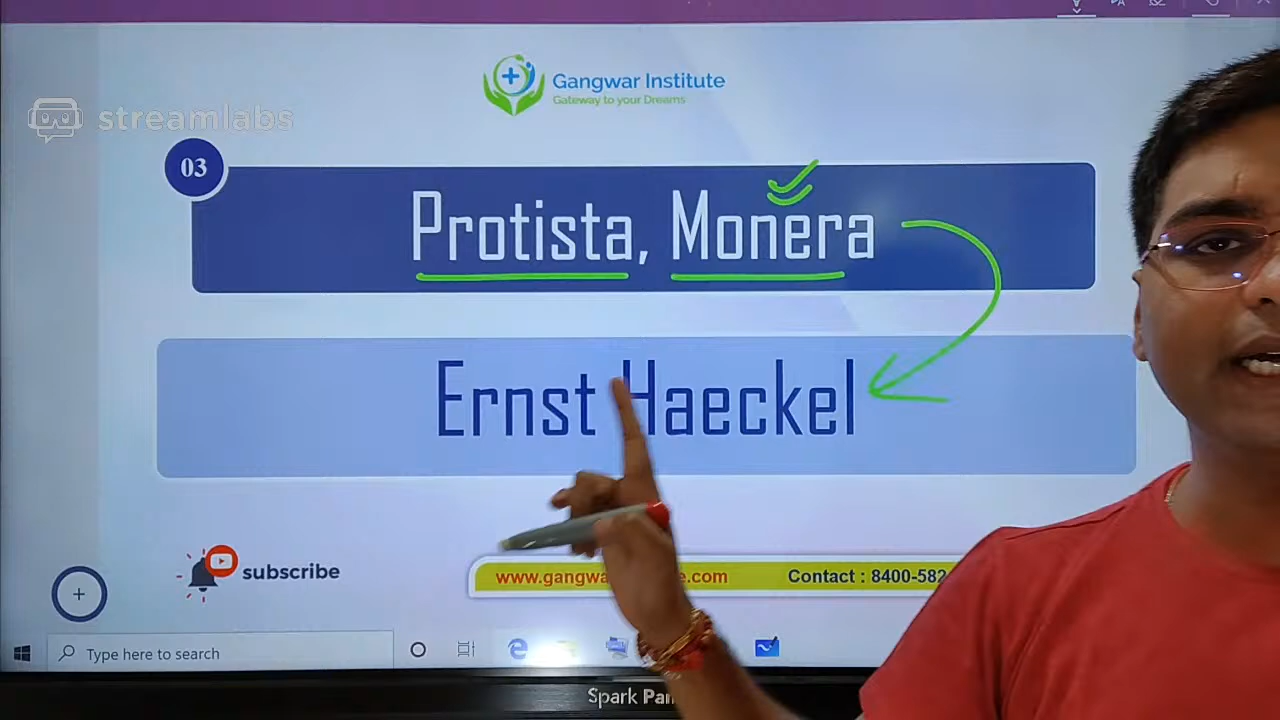 Gangwar Institute
Gateway to your Dreams
streamlabs
03
Protista, Monera
Ernst Haeckel
subscribe
Contact : 8400-582
Type here to search
Spark